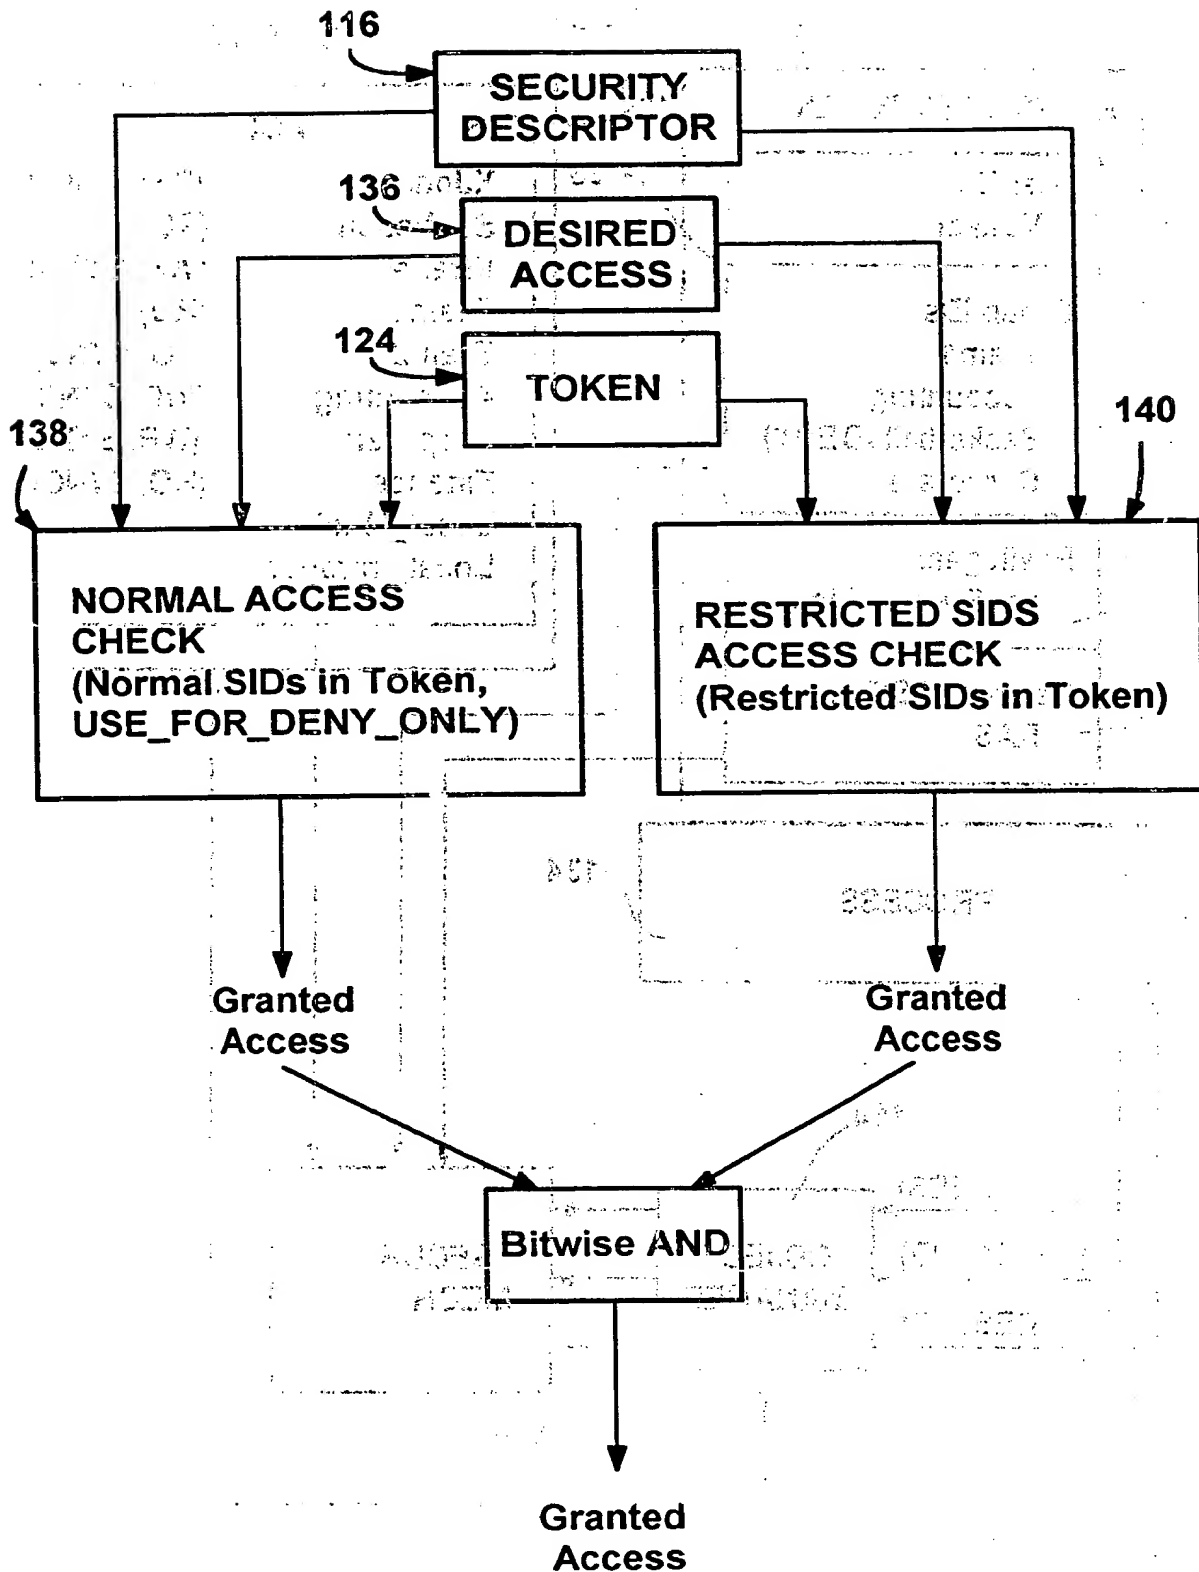 116
SECURITY
DESCRIPTOR
136
DESIRED
ACCESS
124
TOKEN
138
140
NORMAL ACCESS
CHECK
(Normal SIDs in Token,
USE_FOR_DENY_ONLY)
RESTRICTED SIDS
ACCESS CHECK
(Restricted SIDs in Token)
Granted
Access
Granted
Access
Bitwise AND
Granted
Access